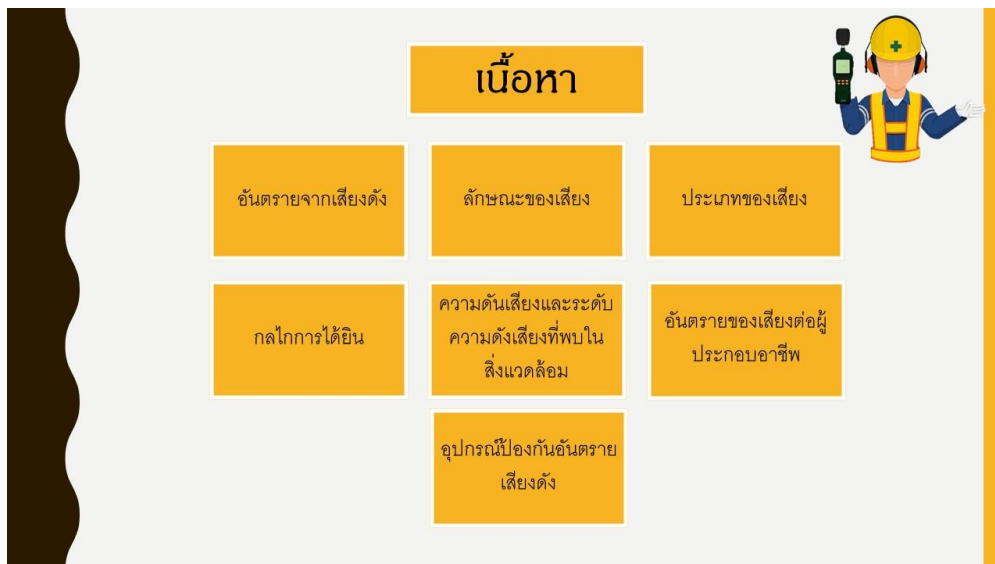 เนื้อหา
อันตรายจากเสียงดัง
ลักษณะของเสียง
ประเภทของเสียง
กลไกการได้ยิน
ความดันเสียงและระดับ
ความดังเสียงที่พบใน
สิ่งแวดล้อม
อันตรายของเสียงต่อผู้
ประกอบอาชีพ
อุปกรณ์ป้องกันอันตราย
เสียงดัง